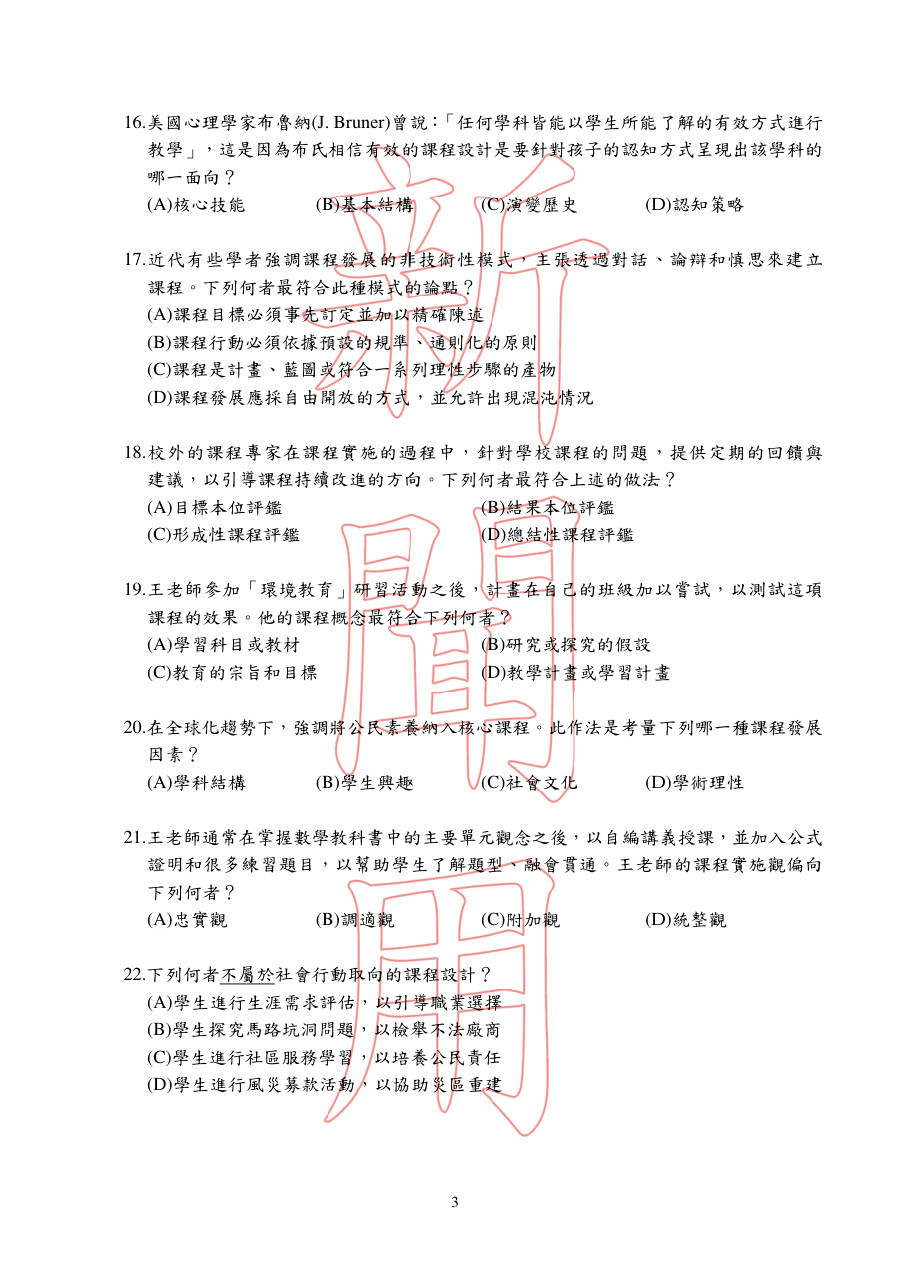 16.美國心理學家布魯納(J. Bruner)曾說：「任何學科皆能以學生所能了解的有效方式進行
教學」，這是因為布氏相信有效的課程設計是要針對孩子的認知方式呈現出該學科的
哪一面向？
(A)核心技能 (B)基本結構 (C)演變歷史 (D)認知策略
17.近代有些學者強調課程發展的非技術性模式，主張透過對話、論辯和慎思來建立
課程。下列何者最符合此種模式的論點？
(A)課程目標必須事先訂定並加以精確陳述
(B)課程行動必須依據預設的規準、通則化的原則
(C)課程是計畫、藍圖或符合一系列理性步驟的產物
(D)課程發展應採自由開放的方式，並允許出現混沌情況
18.校外的課程專家在課程實施的過程中，針對學校課程的問題，提供定期的回饋與
建議，以引導課程持續改進的方向。下列何者最符合上述的做法？
(A)目標本位評鑑 (B)結果本位評鑑
(C)形成性課程評鑑 (D)總結性課程評鑑
19.王老師參加「環境教育」研習活動之後，計畫在自己的班級加以嘗試，以測試這項
課程的效果。他的課程概念最符合下列何者？
(A)學習科目或教材 (B)研究或探究的假設
(C)教育的宗旨和目標 (D)教學計畫或學習計畫
20.在全球化趨勢下，強調將公民素養納入核心課程。此作法是考量下列哪一種課程發展
因素？
(A)學科結構 (B)學生興趣 (C)社會文化 (D)學術理性
21.王老師通常在掌握數學教科書中的主要單元觀念之後，以自編講義授課，並加入公式
證明和很多練習題目，以幫助學生了解題型、融會貫通。王老師的課程實施觀偏向
下列何者？
(A)忠實觀 (B)調適觀 (C)附加觀 (D)統整觀
22.下列何者不屬於社會行動取向的課程設計？
(A)學生進行生涯需求評估，以引導職業選擇
(B)學生探究馬路坑洞問題，以檢舉不法廠商
(C)學生進行社區服務學習，以培養公民責任
(D)學生進行風災募款活動，以協助災區重建
3
新聞用